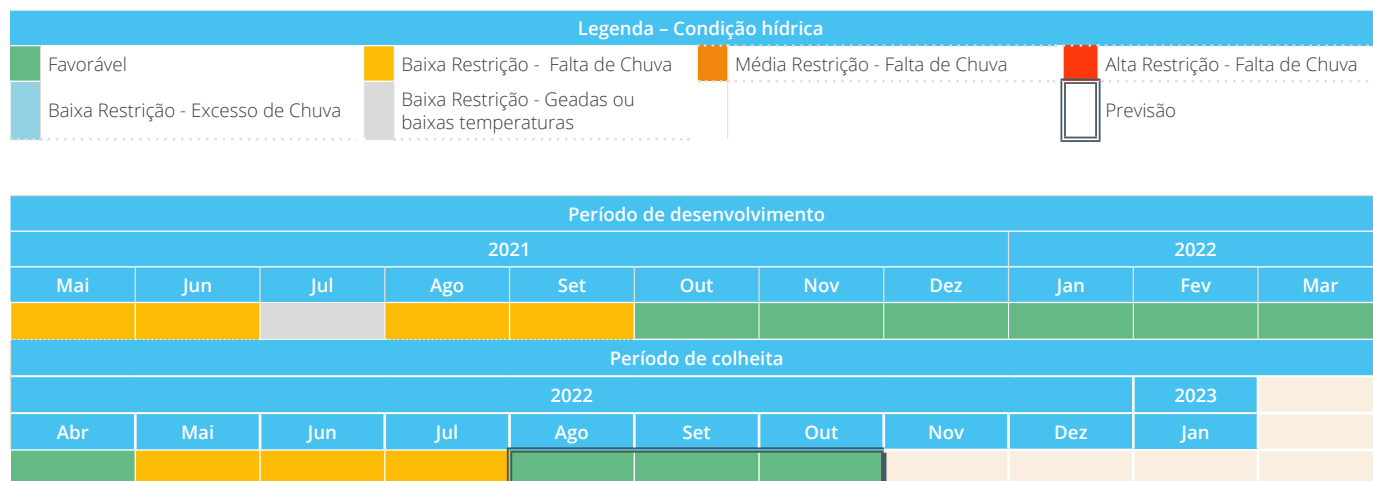 Legenda – Condição hídrica
Favorável
Baixa Restrição - Falta de Chuva
Média Restrição - Falta de Chuva
Alta Restrição - Falta de Chuva
Baixa Restrição - Excesso de Chuva
Baixa Restrição - Geadas ou
baixas temperaturas
Previsão
Período de desenvolvimento
2021 2022
Mai Jun Jul Ago Set Out Nov Dez Jan Fev Mar
Período de colheita
2022 2023
Abr Mai Jun Jul Ago Set Out Nov Dez Jan